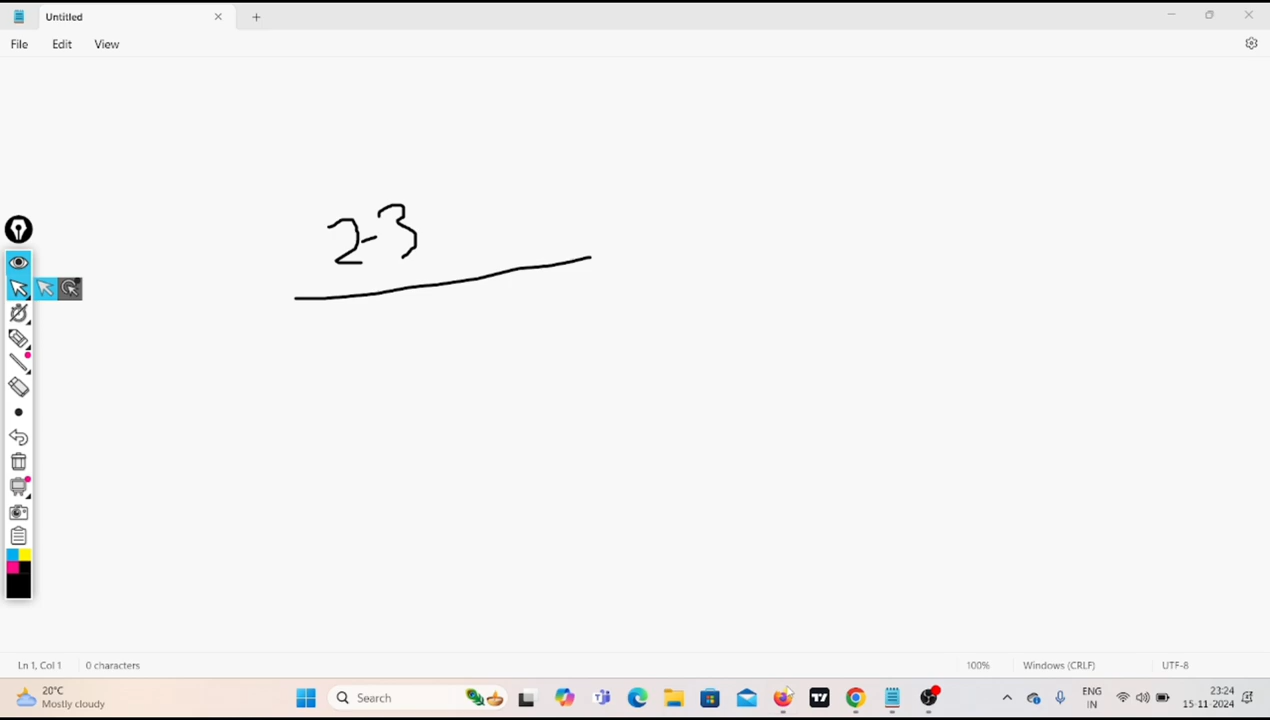 Untitled
File Edit View
2-3
Ln 1, Col 1 0 characters 100% Windows (CRLF) UTF-8
20°C
Mostly cloudy
Search
ENG
IN
23:24
15-11-2024